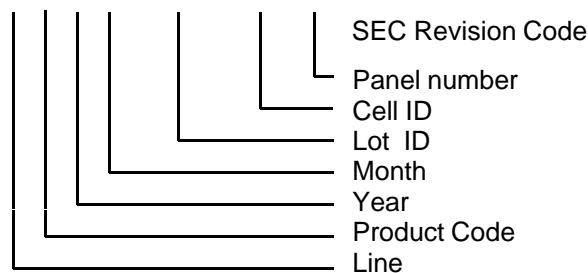 SEC Revision Code
Panel number
Cell ID
Lot ID
Month
Year
Product Code
Line